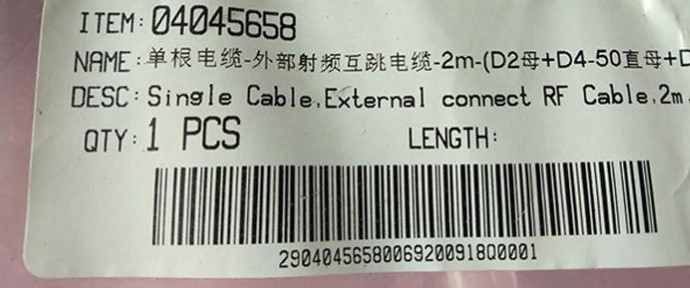 ITEM: 04045658
NAME: 单根电缆-外部射频互跳电缆-2m-(D2母+D4-50直母+D
DESC: Single Cable,External connect RF Cable,2m,
QTY: 1 PCS LENGTH:
29040456580069200918Q0001